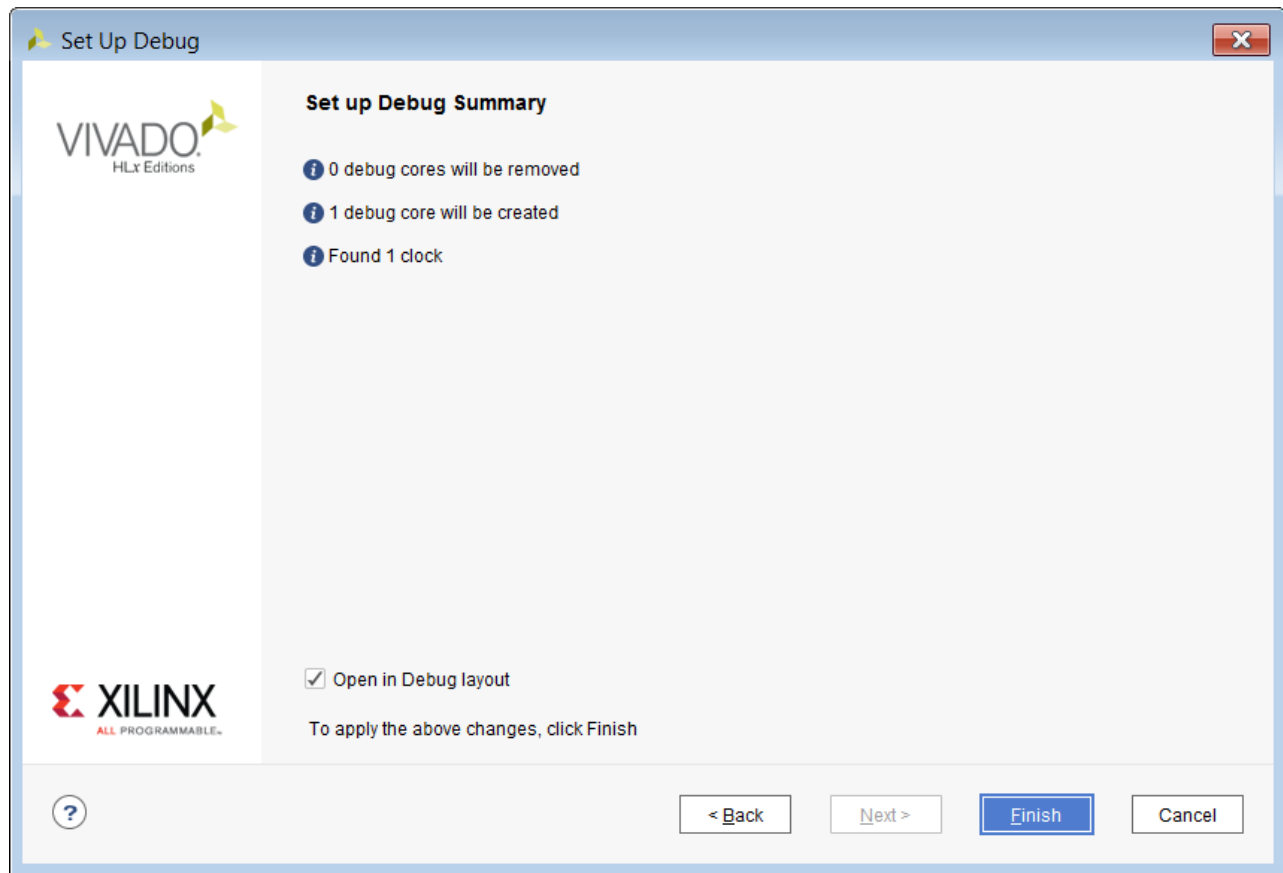 Set Up Debug
VIVADO.
HLx Editions
Set up Debug Summary
0 debug cores will be removed
1 debug core will be created
Found 1 clock
Open in Debug layout
XILINX
ALL PROGRAMMABLE.
To apply the above changes, click Finish
?
< Back
Next >
Finish
Cancel